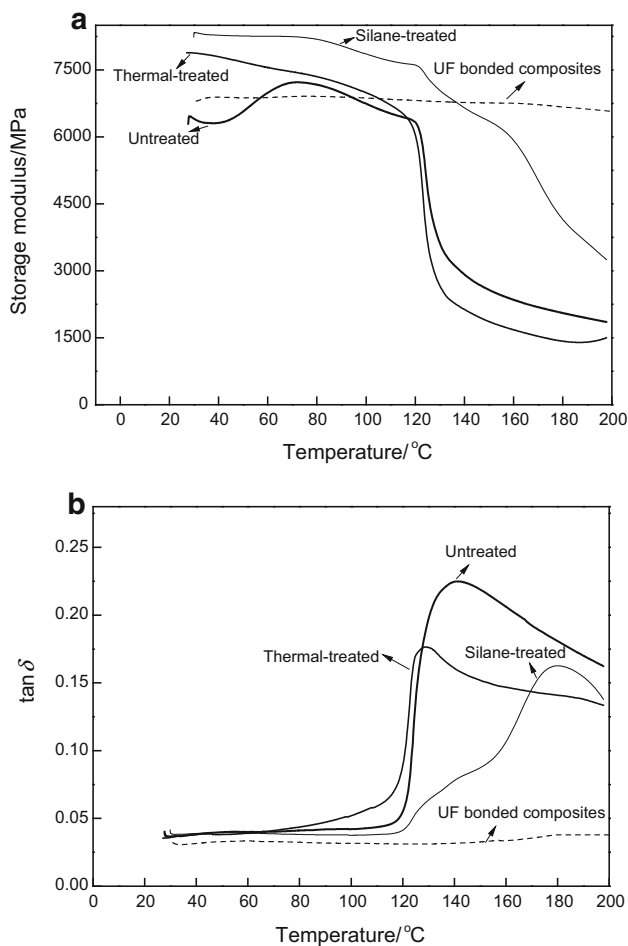 a
Silane-treated
Thermal-treated
UF bonded composites
Untreated
7500
6000
4500
3000
1500
0
Storage modulus/MPa
0 20 40 60 80 100 120 140 160 180 200
Temperature/°C
b
Untreated
Silane-treated
Thermal-treated
UF bonded composites
0.25
0.20
0.15
0.10
0.05
0.00
tan δ
0 20 40 60 80 100 120 140 160 180 200
Temperature/°C